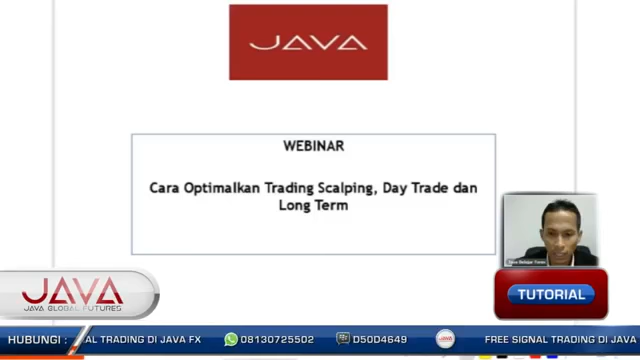 JAVA
WEBINAR
Cara Optimalkan Trading Scalping, Day Trade dan
Long Term
JAVA
JAVA GLOBAL FUTURES
TUTORIAL
HUBUNGI :
AL TRADING DI JAVA FX
08130725502
D50D4649
FREE SIGNAL TRADING DI JAVA